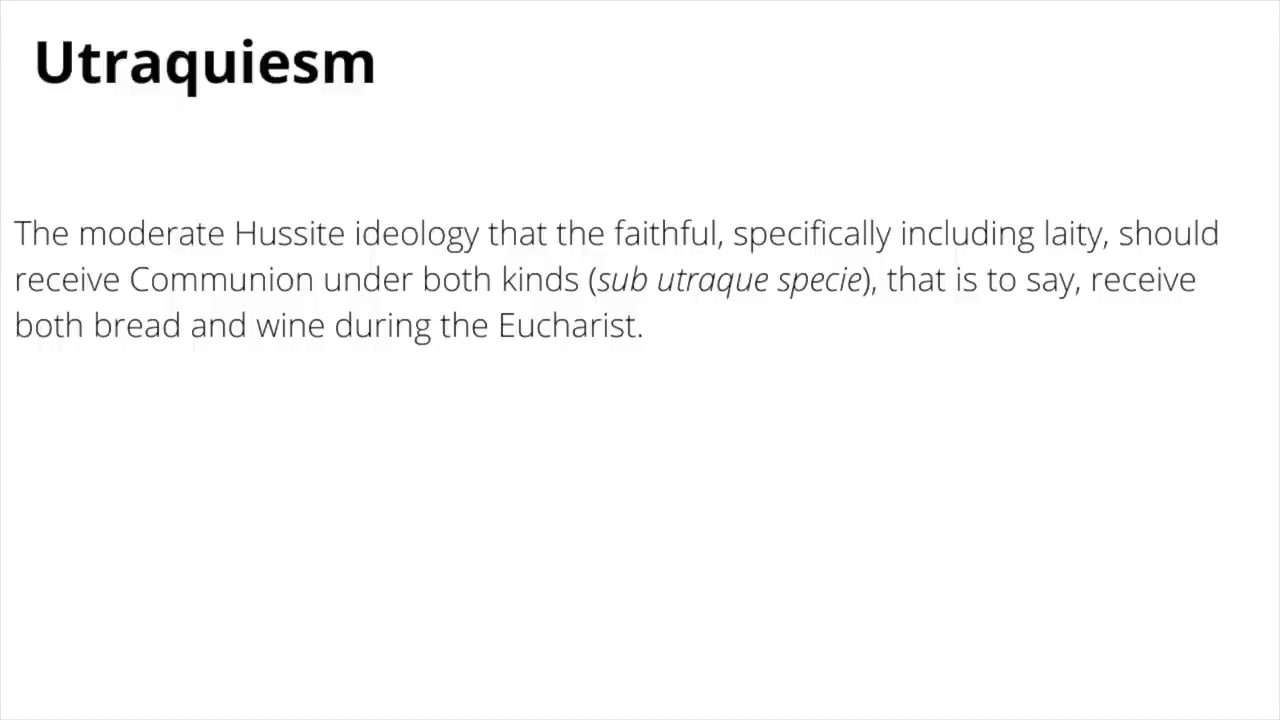 Utraquiesm
The moderate Hussite ideology that the faithful, specifically including laity, should
receive Communion under both kinds (sub utraque specie), that is to say, receive
both bread and wine during the Eucharist.